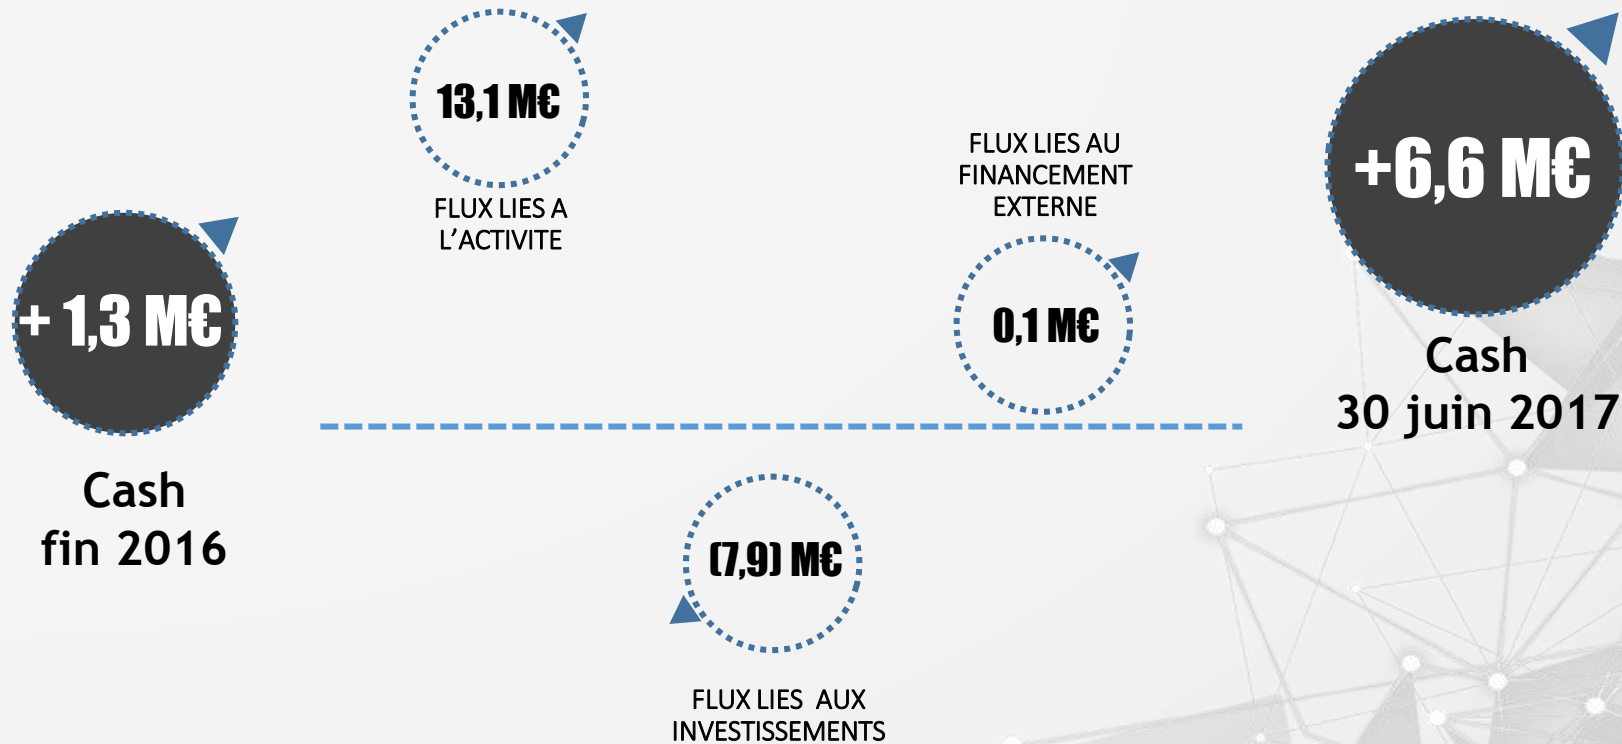 + 1,3 M€
Cash
fin 2016
13,1 M€
FLUX LIES A
L’ACTIVITE
(7,9) M€
FLUX LIES  AUX
INVESTISSEMENTS
FLUX LIES AU
FINANCEMENT
EXTERNE
0,1 M€
+6,6 M€
Cash
30 juin 2017